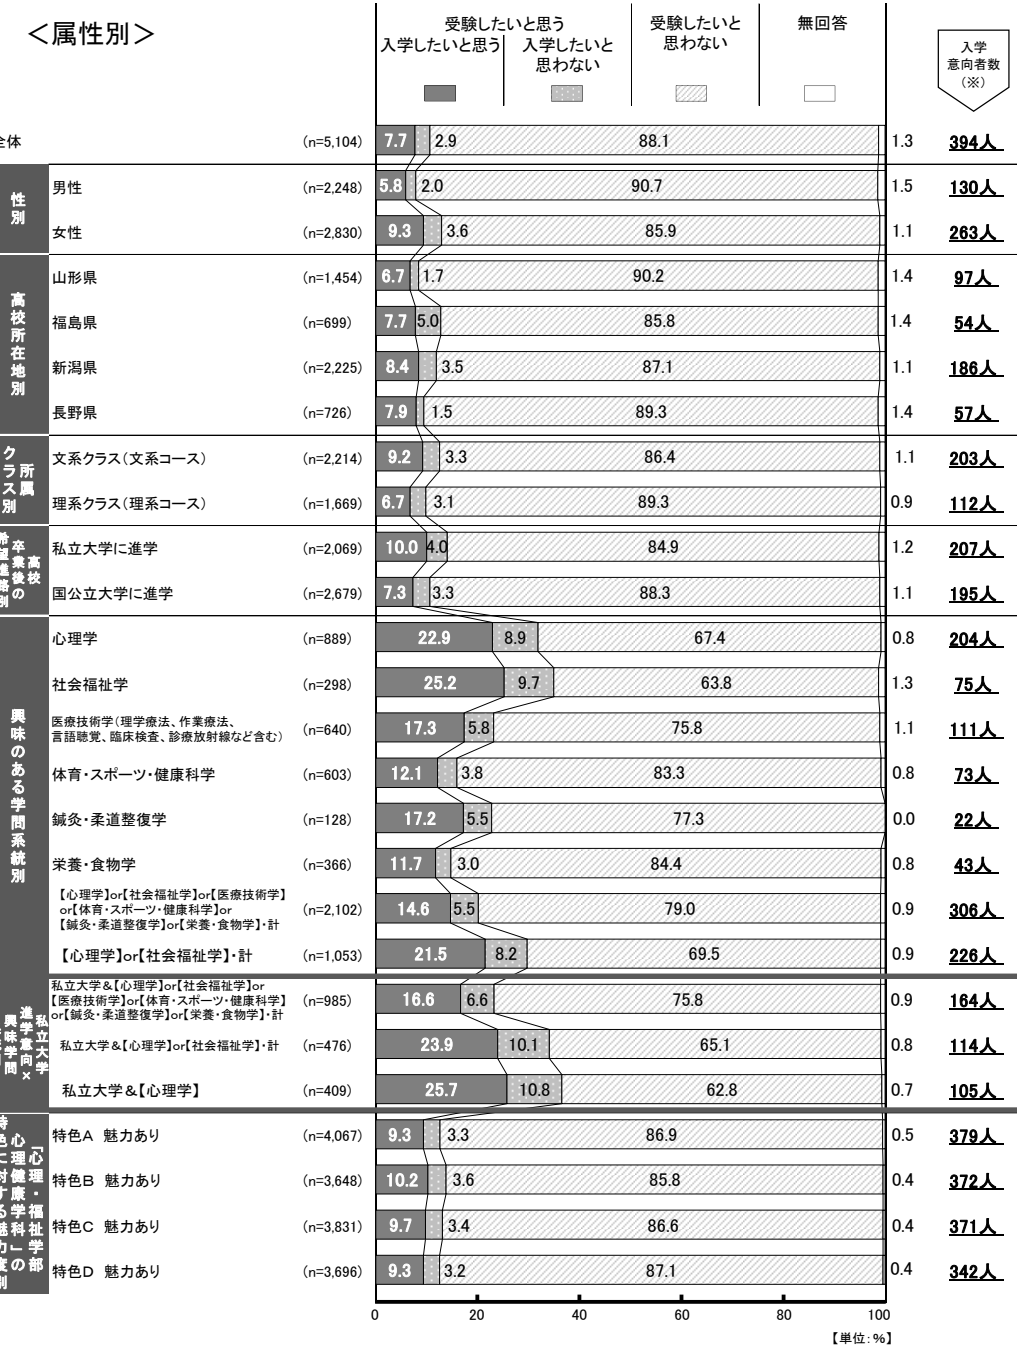 ＜属性別＞
受験したいと思う
入学したいと思う
入学したいと
思わない
受験したいと
思わない
無回答
入学
意向者数
（※）
全体 (n=5,104) 7.7 2.9 88.1 1.3 394人
性別
男性 (n=2,248) 5.8 2.0 90.7 1.5 130人
女性 (n=2,830) 9.3 3.6 85.9 1.1 263人
高校所在地別
山形県 (n=1,454) 6.7 1.7 90.2 1.4 97人
福島県 (n=699) 7.7 5.0 85.8 1.4 54人
新潟県 (n=2,225) 8.4 3.5 87.1 1.1 186人
長野県 (n=726) 7.9 1.5 89.3 1.4 57人
所属
クラス別
文系クラス（文系コース） (n=2,214) 9.2 3.3 86.4 1.1 203人
理系クラス（理系コース） (n=1,669) 6.7 3.1 89.3 0.9 112人
高校
卒業後の
希望進路別
私立大学に進学 (n=2,069) 10.0 4.0 84.9 1.2 207人
国公立大学に進学 (n=2,679) 7.3 3.3 88.3 1.1 195人
興味のある学問系統別
心理学 (n=889) 22.9 8.9 67.4 0.8 204人
社会福祉学 (n=298) 25.2 9.7 63.8 1.3 75人
医療技術学（理学療法、作業療法、
言語聴覚、臨床検査、診療放射線など含む） (n=640) 17.3 5.8 75.8 1.1 111人
体育・スポーツ・健康科学 (n=603) 12.1 3.8 83.3 0.8 73人
鍼灸・柔道整復学 (n=128) 17.2 5.5 77.3 0.0 22人
栄養・食物学 (n=366) 11.7 3.0 84.4 0.8 43人
【心理学】or【社会福祉学】or【医療技術学】
or【体育・スポーツ・健康科学】or
【鍼灸・柔道整復学】or【栄養・食物学】・計 (n=2,102) 14.6 5.5 79.0 0.9 306人
【心理学】or【社会福祉学】・計 (n=1,053) 21.5 8.2 69.5 0.9 226人
私立大学
進学意向×
興味学問
私立大学＆【心理学】or【社会福祉学】or
【医療技術学】or【体育・スポーツ・健康科学】
or【鍼灸・柔道整復学】or【栄養・食物学】・計 (n=985) 16.6 6.6 75.8 0.9 164人
私立大学＆【心理学】or【社会福祉学】・計 (n=476) 23.9 10.1 65.1 0.8 114人
私立大学＆【心理学】 (n=409) 25.7 10.8 62.8 0.7 105人
「心理・福祉学部
心理健康学科」の
特色に対する魅力度別
特色A 魅力あり (n=4,067) 9.3 3.3 86.9 0.5 379人
特色B 魅力あり (n=3,648) 10.2 3.6 85.8 0.4 372人
特色C 魅力あり (n=3,831) 9.7 3.4 86.6 0.4 371人
特色D 魅力あり (n=3,696) 9.3 3.2 87.1 0.4 342人
0 20 40 60 80 100
【単位：％】